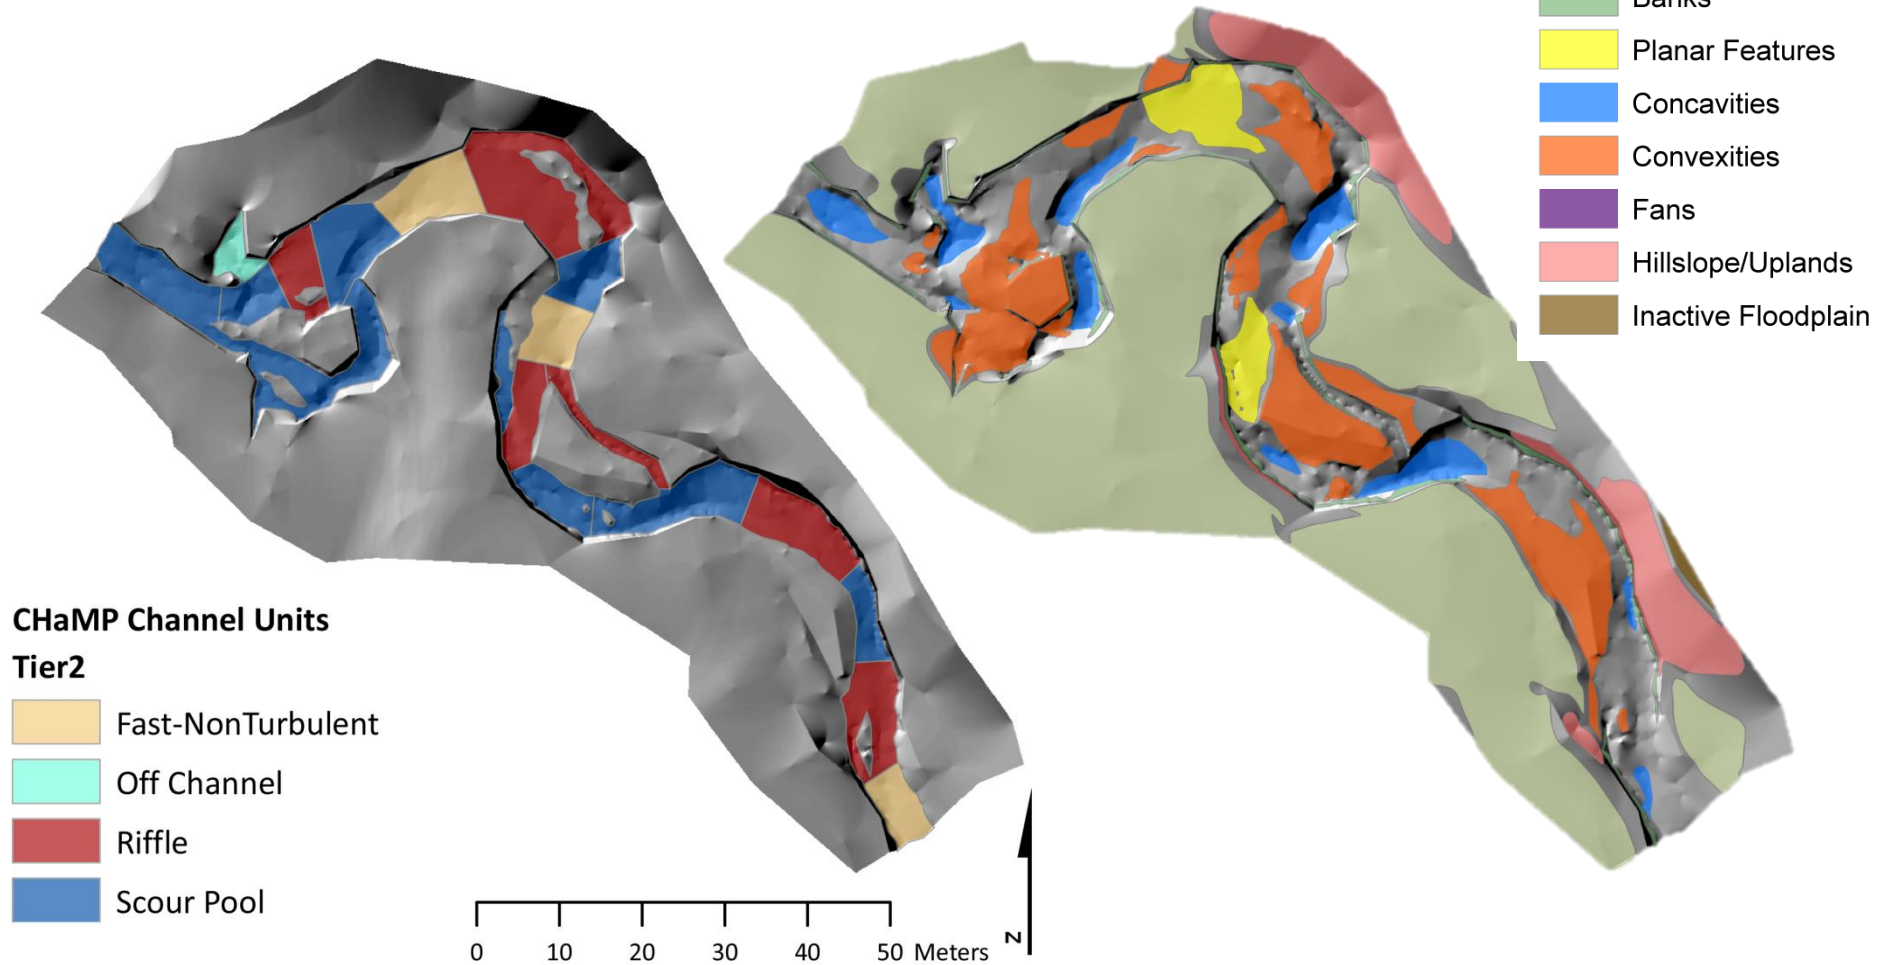 Banks
Planar Features
Concavities
Convexities
Fans
Hillslope/Uplands
Inactive Floodplain
CHaMP Channel Units
Tier2
Fast-NonTurbulent
Off Channel
Riffle
Scour Pool
0 10 20 30 40 50 Meters
N